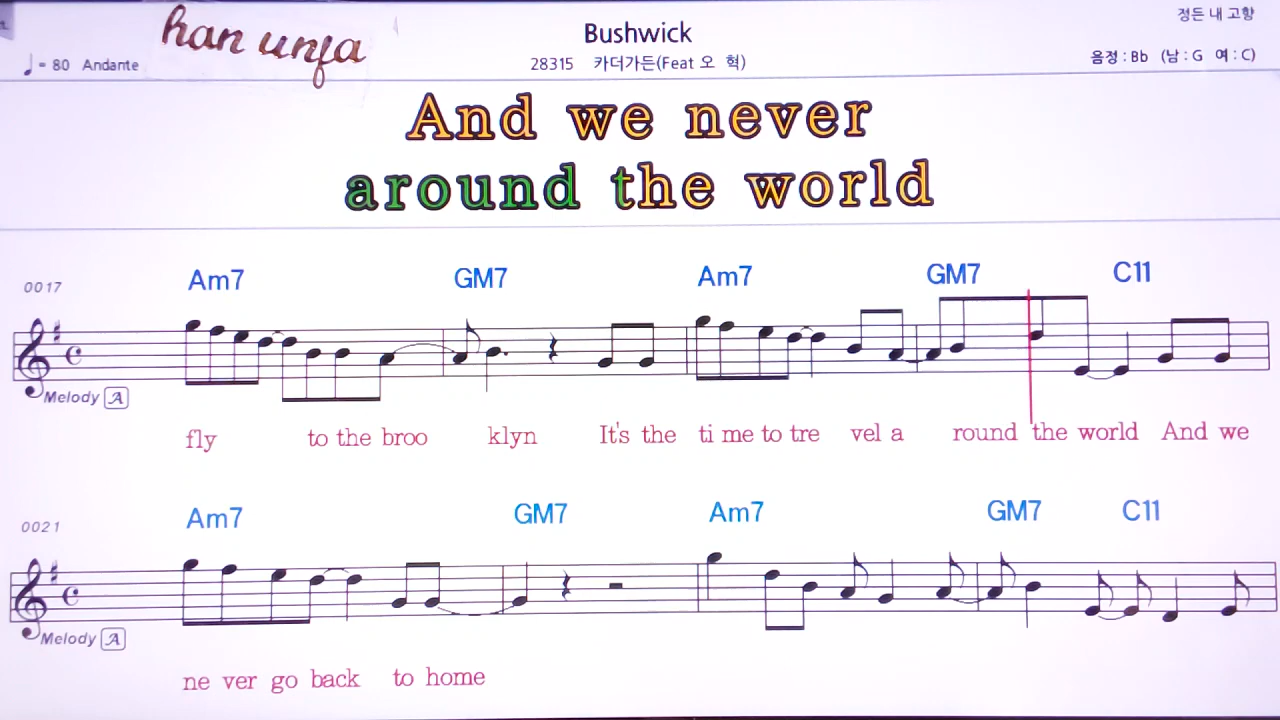 han unja
Bushwick
정든 내 고향
♩= 80 Andante
28315 카더가든(Feat 오 혁)
음정 : Bb (남 : G 여 : C)
And we never
around the world
0017 Am7 GM7 Am7 GM7 C11
Melody A
fly to the broo klyn It's the ti me to tre vel a round the world And we
0021 Am7 GM7 Am7 GM7 C11
Melody A
ne ver go back to home